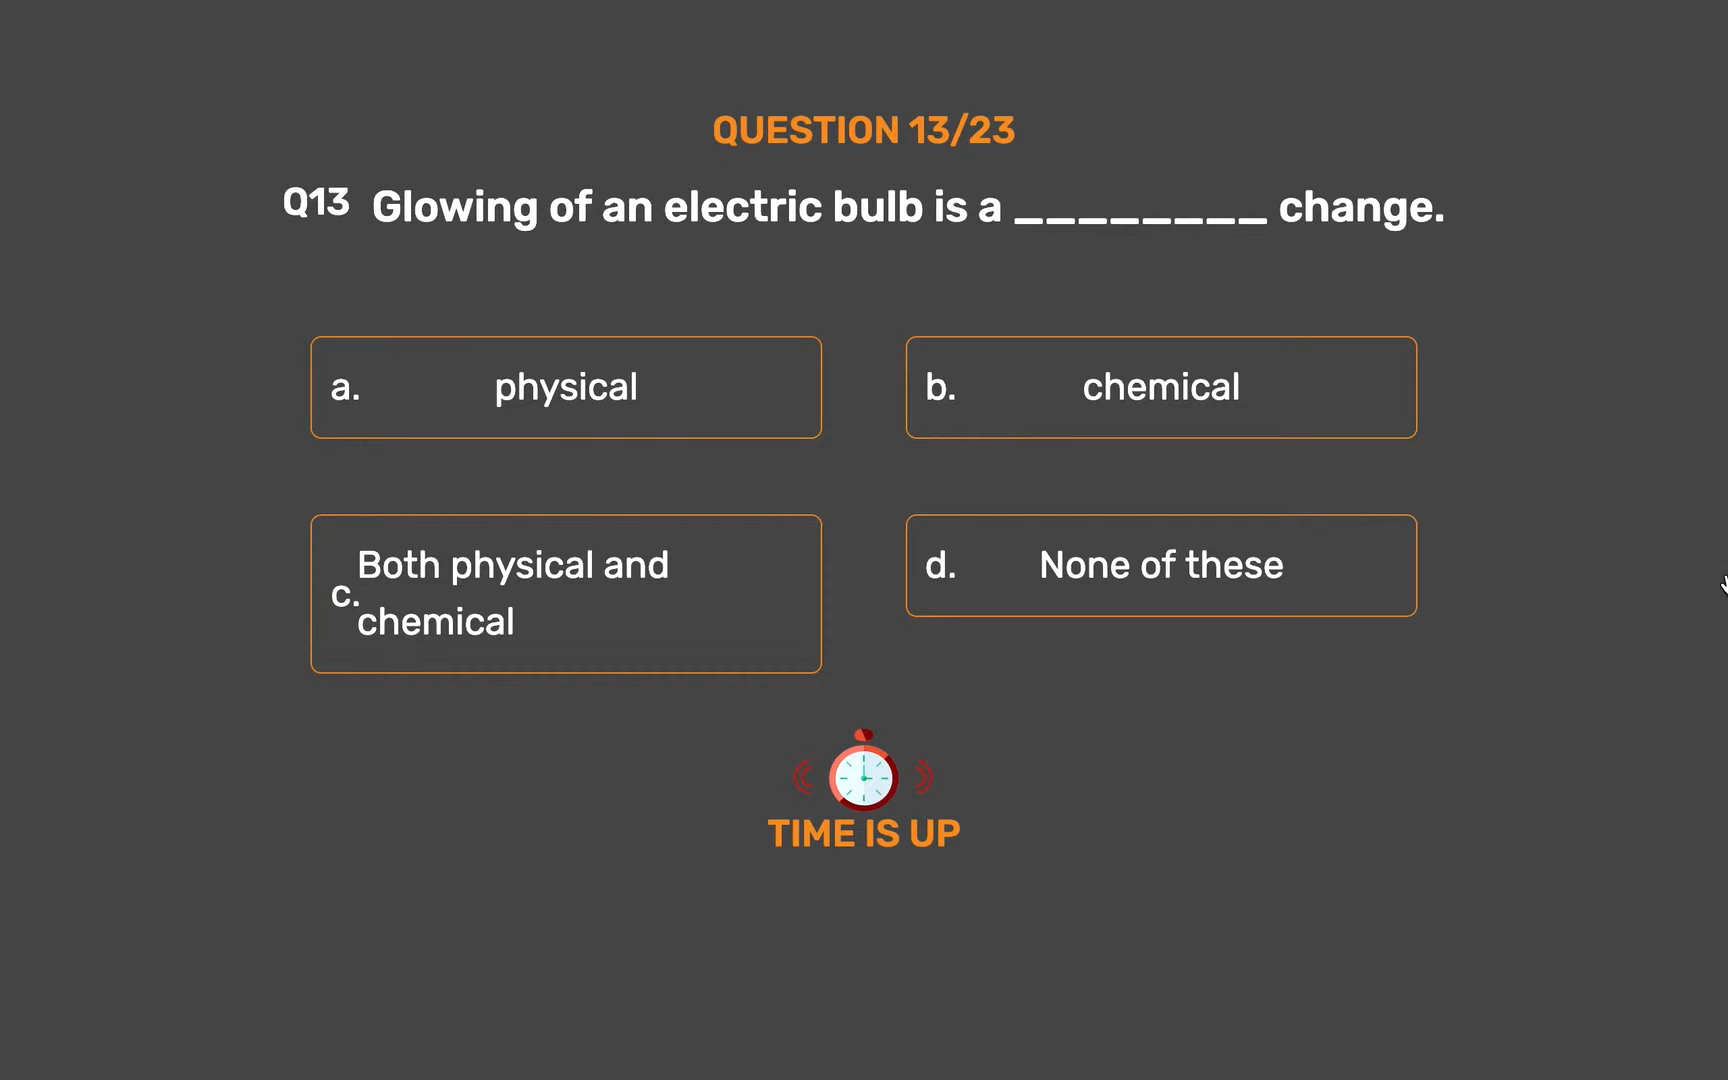 QUESTION 13/23
Q13 Glowing of an electric bulb is a ________ change.
a. physical
b. chemical
c. Both physical and
chemical
d. None of these
TIME IS UP